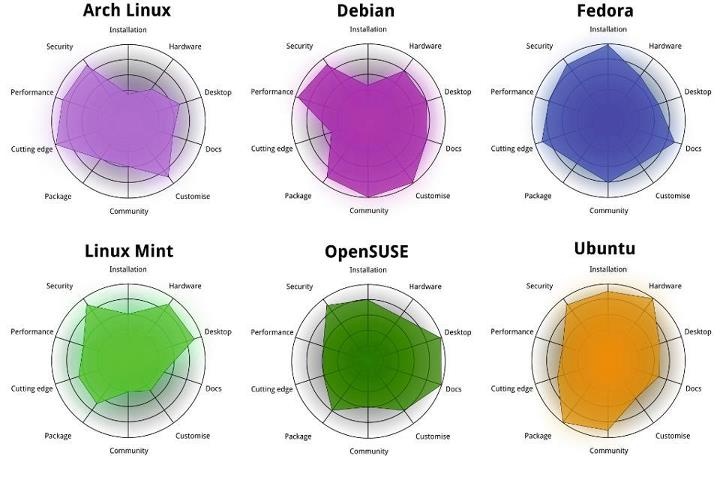 Arch Linux
Installation
Security
Hardware
Performance
Desktop
Cutting edge
Docs
Package
Customise
Community
Debian
Installation
Security
Hardware
Performance
Desktop
Cutting edge
Docs
Package
Customise
Community
Fedora
Installation
Security
Hardware
Performance
Desktop
Cutting edge
Docs
Package
Customise
Community
Linux Mint
Installation
Security
Hardware
Performance
Desktop
Cutting edge
Docs
Package
Customise
Community
OpenSUSE
Installation
Security
Hardware
Performance
Desktop
Cutting edge
Docs
Package
Customise
Community
Ubuntu
Installation
Security
Hardware
Performance
Desktop
Cutting edge
Docs
Package
Customise
Community